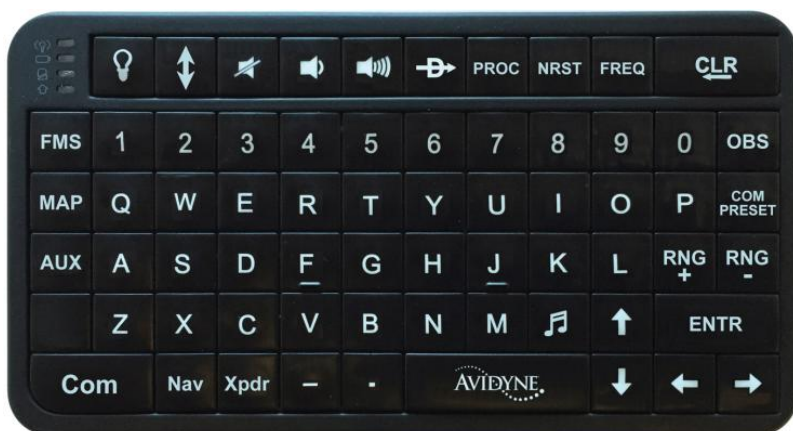 PROC NRST FREQ CLR
FMS 1 2 3 4 5 6 7 8 9 0 OBS
MAP Q W E R T Y U I O P COM PRESET
AUX A S D F G H J K L RNG + RNG -
Z X C V B N M ENTR
Com Nav Xpdr – . AVIDYNE